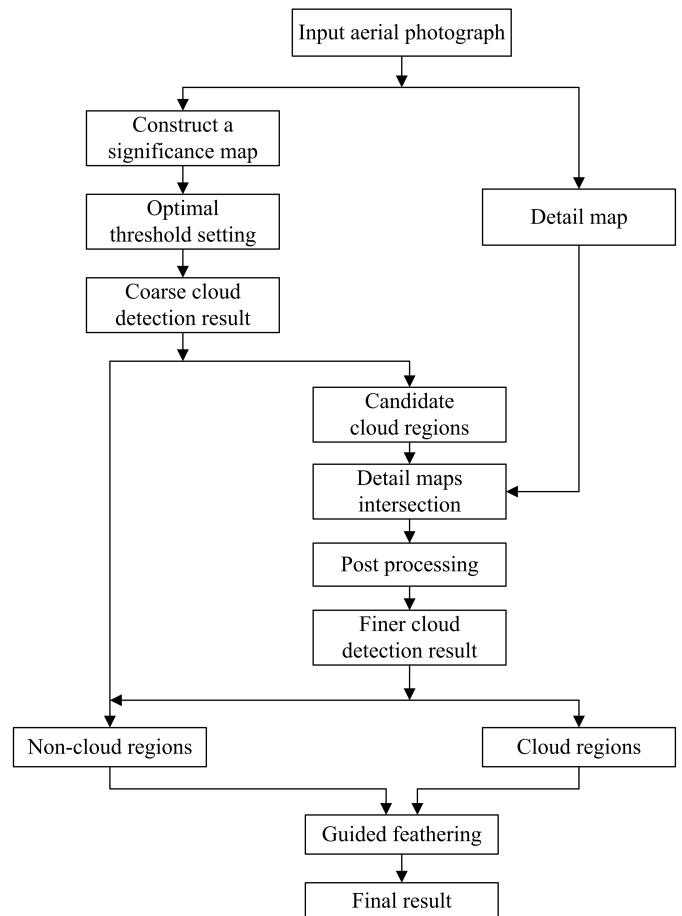 Input aerial photograph
Construct a
significance map
Optimal
threshold setting
Detail map
Coarse cloud
detection result
Candidate
cloud regions
Detail maps
intersection
Post processing
Finer cloud
detection result
Non-cloud regions
Cloud regions
Guided feathering
Final result